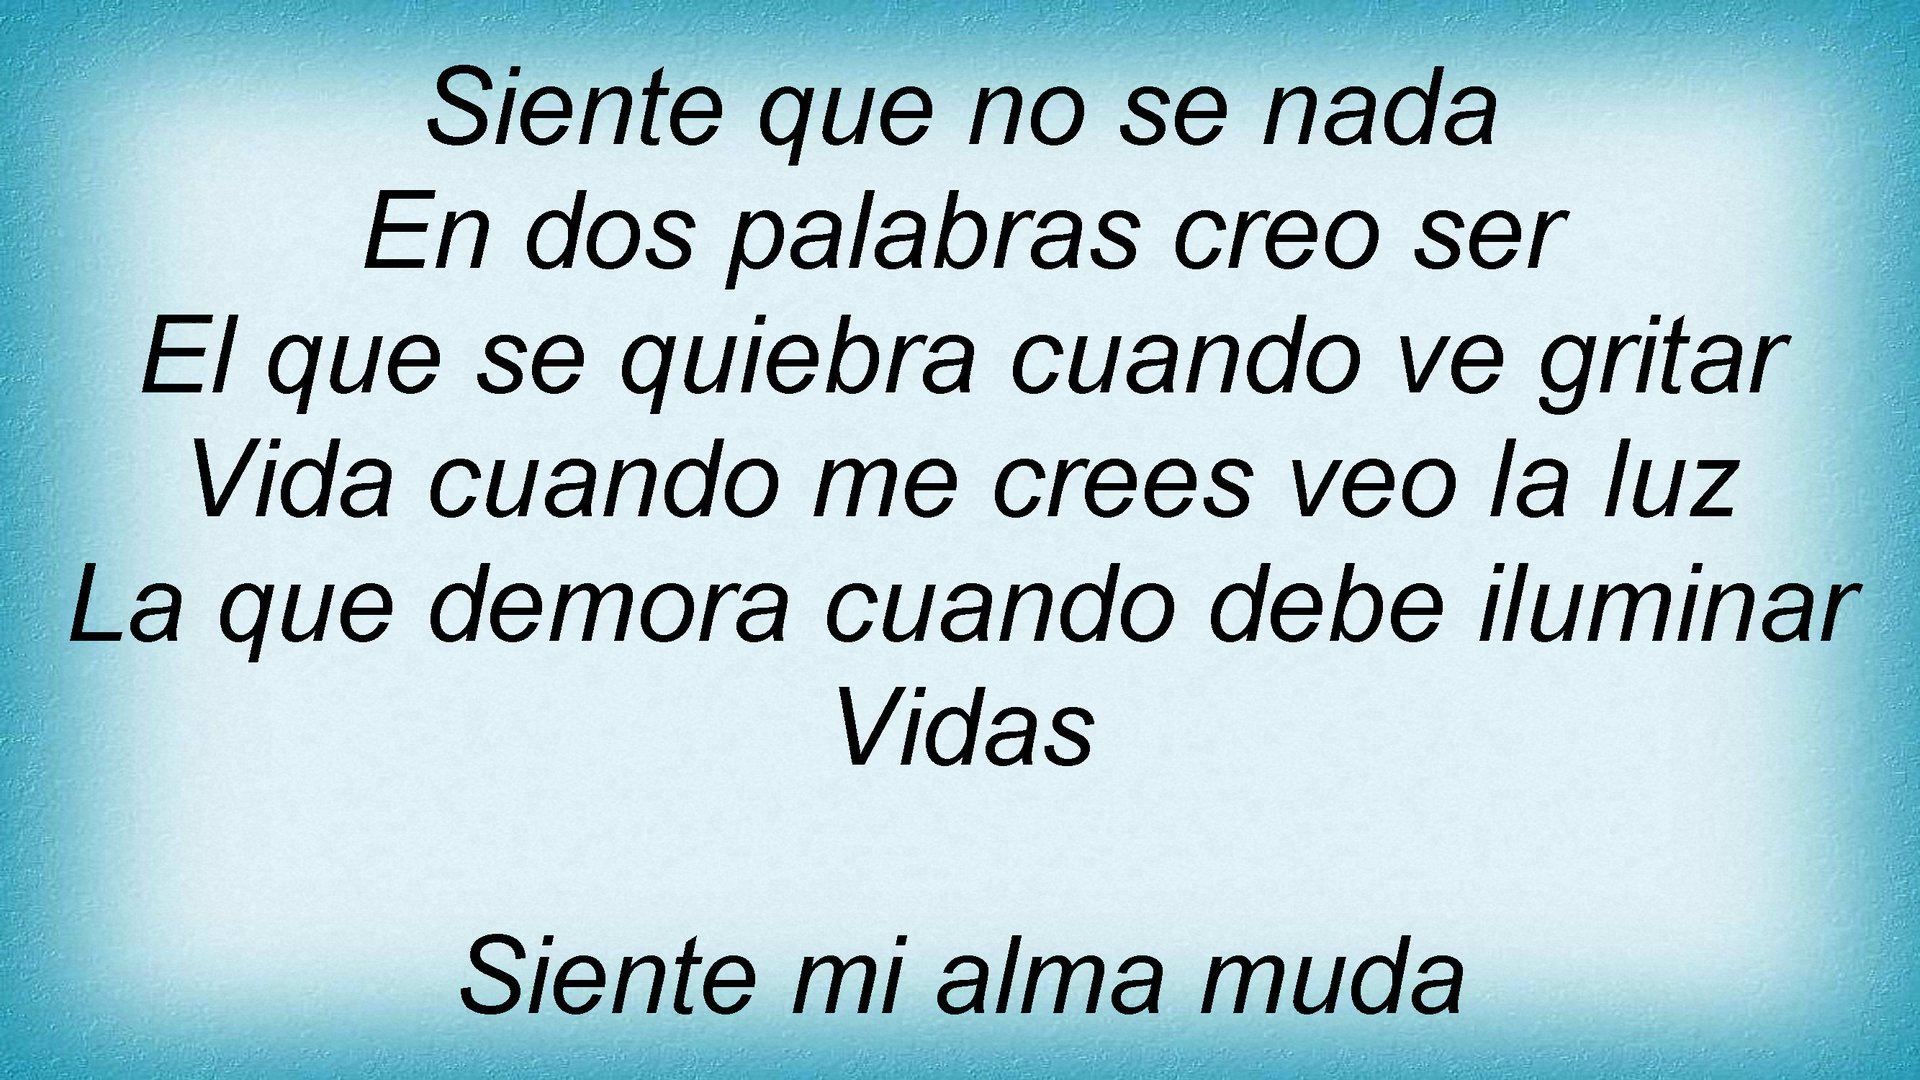 Siente que no se nada
En dos palabras creo ser
El que se quiebra cuando ve gritar
Vida cuando me crees veo la luz
La que demora cuando debe iluminar
Vidas
Siente mi alma muda